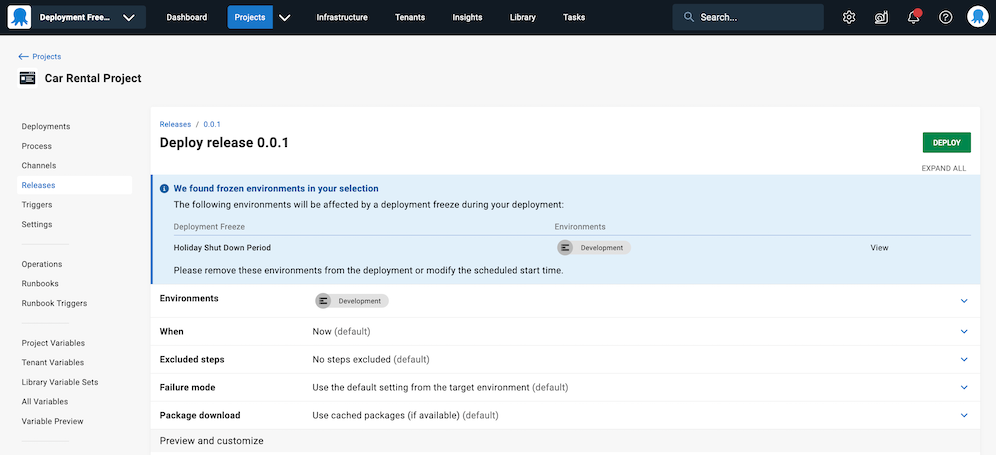 Deployment Free... Dashboard Projects Infrastructure Tenants Insights Library Tasks Search...
Projects
Car Rental Project
Deployments
Process
Channels
Releases
Triggers
Settings
Operations
Runbooks
Runbook Triggers
Project Variables
Tenant Variables
Library Variable Sets
All Variables
Variable Preview
Releases / 0.0.1
Deploy release 0.0.1
DEPLOY
EXPAND ALL
We found frozen environments in your selection
The following environments will be affected by a deployment freeze during your deployment:
Deployment Freeze Environments
Holiday Shut Down Period Development View
Please remove these environments from the deployment or modify the scheduled start time.
Environments Development
When Now (default)
Excluded steps No steps excluded (default)
Failure mode Use the default setting from the target environment (default)
Package download Use cached packages (if available) (default)
Preview and customize